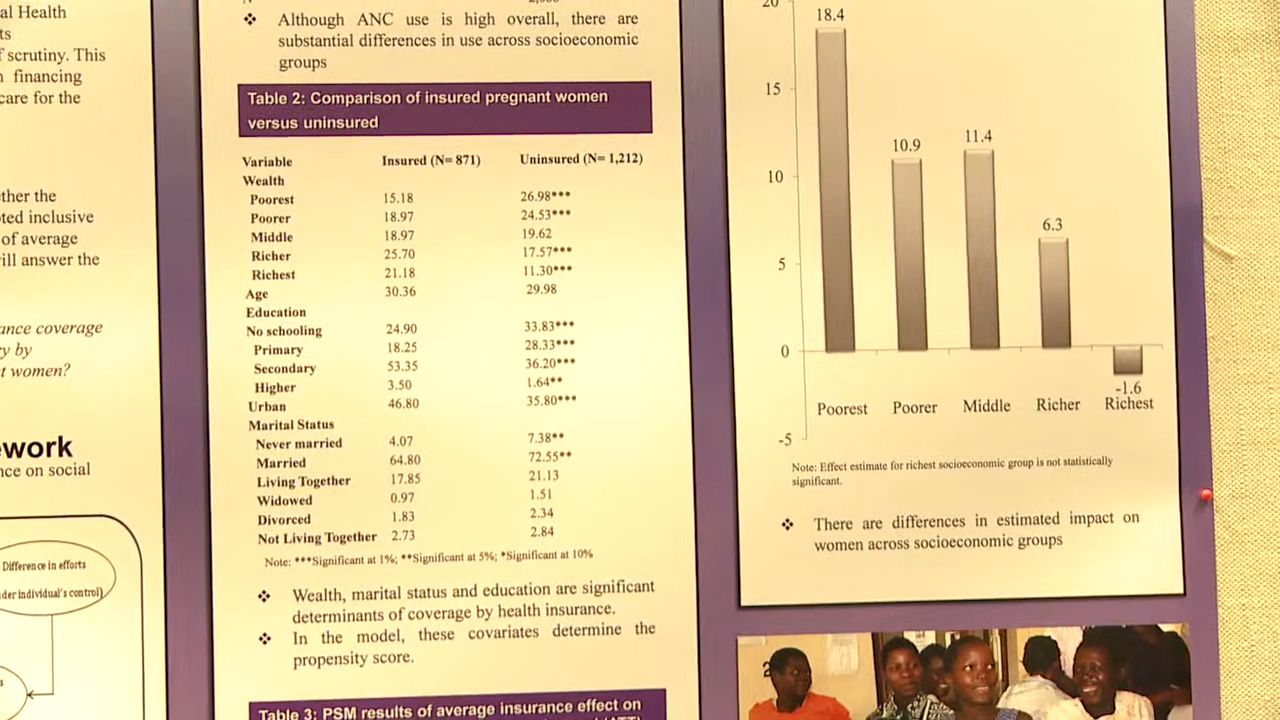 al Health
ts
f scrutiny. This
n financing
care for the
ther the
ted inclusive
of average
ill answer the
ance coverage
y by
t women?
ework
nce on social
Difference in efforts
der individual's control)
❖ Although ANC use is high overall, there are
substantial differences in use across socioeconomic
groups
Table 2: Comparison of insured pregnant women
versus uninsured
Variable Insured (N= 871) Uninsured (N= 1,212)
Wealth
Poorest 15.18 26.98***
Poorer 18.97 24.53***
Middle 18.97 19.62
Richer 25.70 17.57***
Richest 21.18 11.30***
Age 30.36 29.98
Education
No schooling 24.90 33.83***
Primary 18.25 28.33***
Secondary 53.35 36.20***
Higher 3.50 1.64**
Urban 46.80 35.80***
Marital Status
Never married 4.07 7.38**
Married 64.80 72.55**
Living Together 17.85 21.13
Widowed 0.97 1.51
Divorced 1.83 2.34
Not Living Together 2.73 2.84
Note: ***Significant at 1%; **Significant at 5%; *Significant at 10%
❖ Wealth, marital status and education are significant
determinants of coverage by health insurance.
❖ In the model, these covariates determine the
propensity score.
Table 3: PSM results of average insurance effect on
20
18.4
15
10.9
11.4
10
6.3
5
0
-1.6
Poorest Poorer Middle Richer Richest
-5
Note: Effect estimate for richest socioeconomic group is not statistically
significant.
❖ There are differences in estimated impact on
women across socioeconomic groups